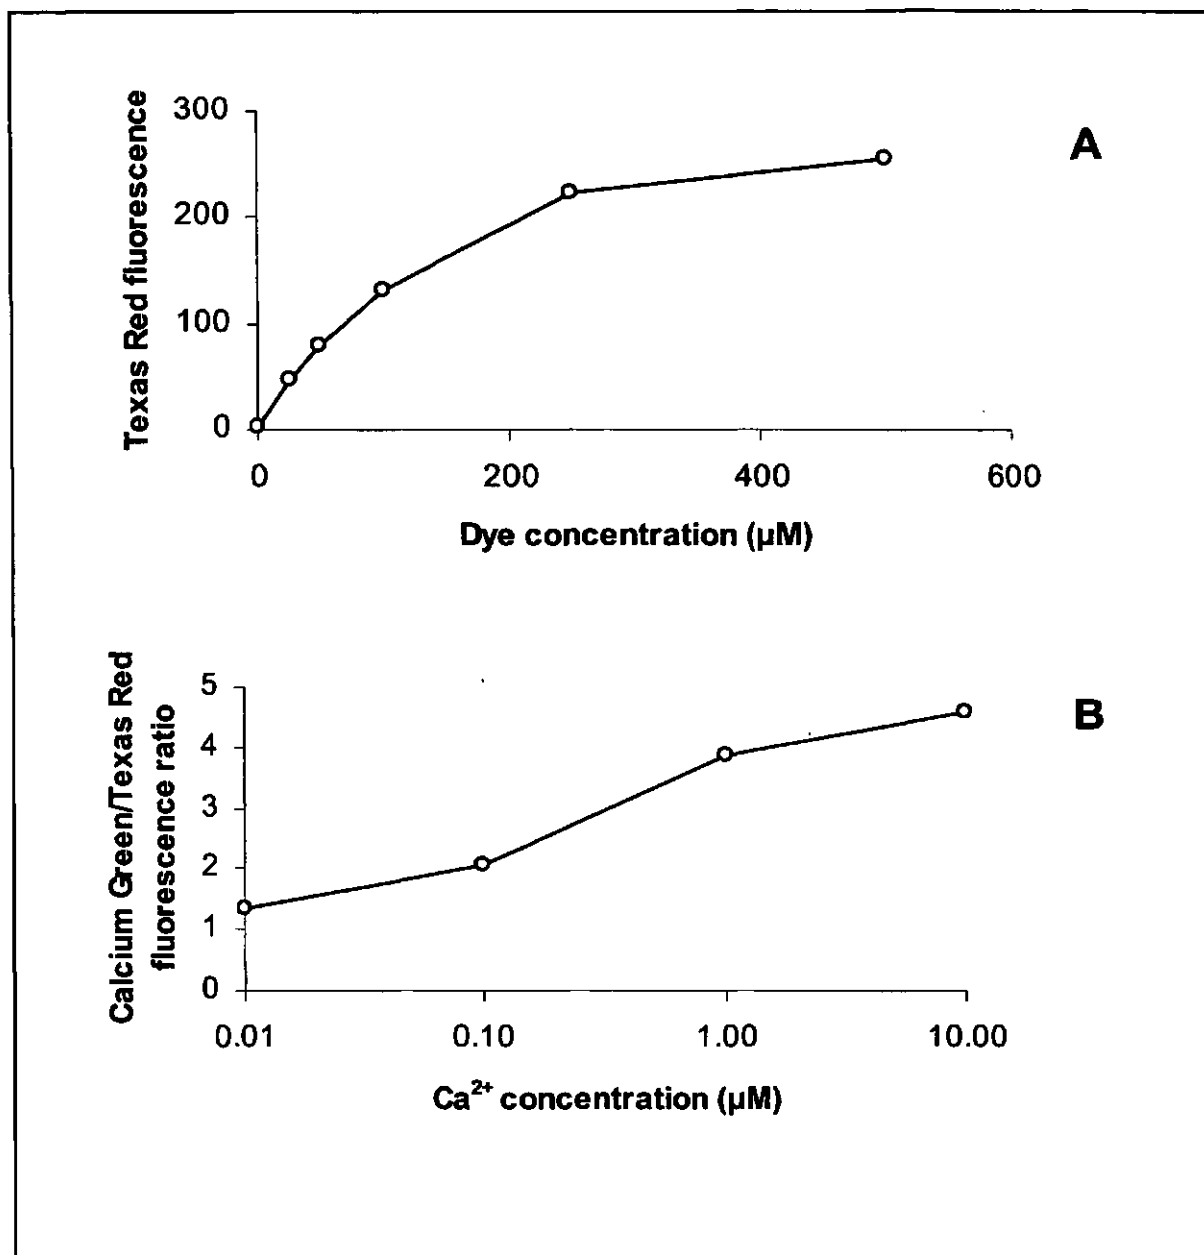 A
Texas Red fluorescence
300
200
100
0
0 200 400 600
Dye concentration (µM)
B
Calcium Green/Texas Red
fluorescence ratio
5
4
3
2
1
0
0.01 0.10 1.00 10.00
Ca²⁺ concentration (µM)